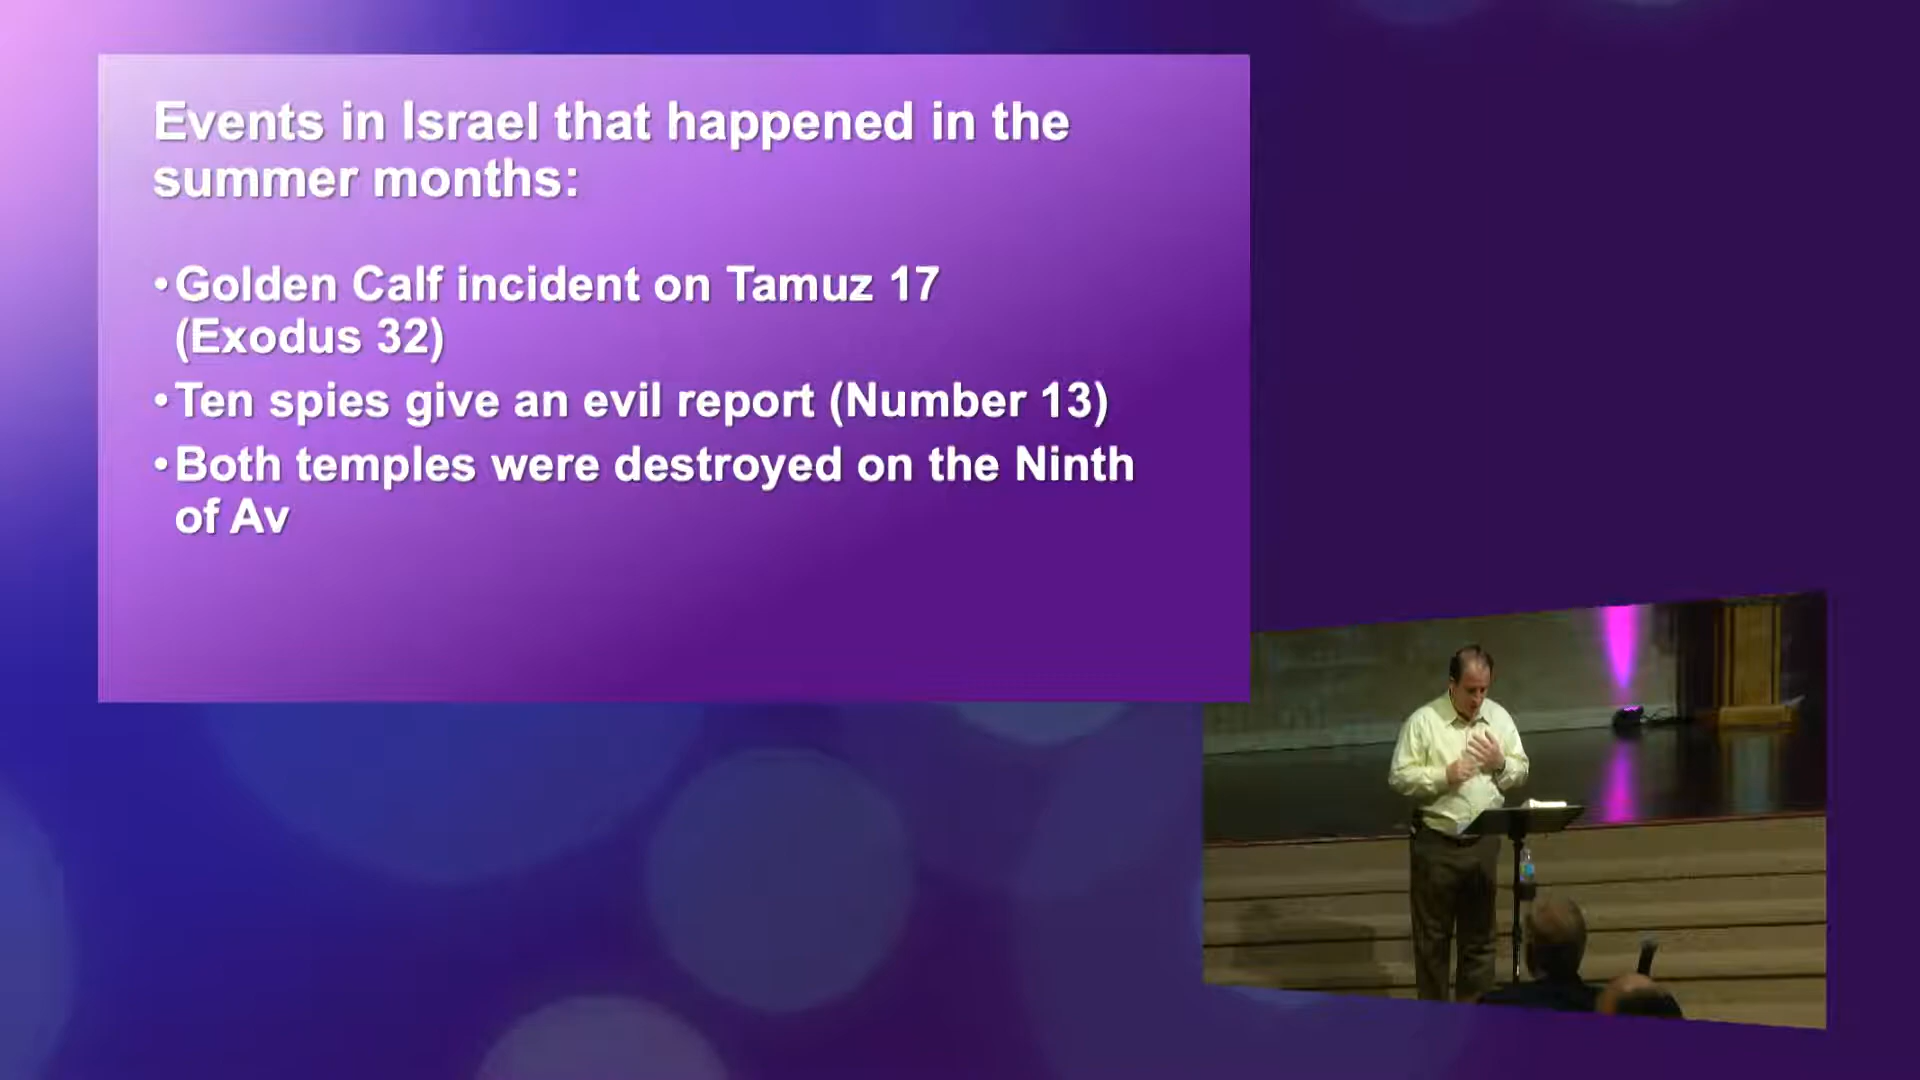 Events in Israel that happened in the
summer months:
•Golden Calf incident on Tamuz 17
(Exodus 32)
•Ten spies give an evil report (Number 13)
•Both temples were destroyed on the Ninth
of Av